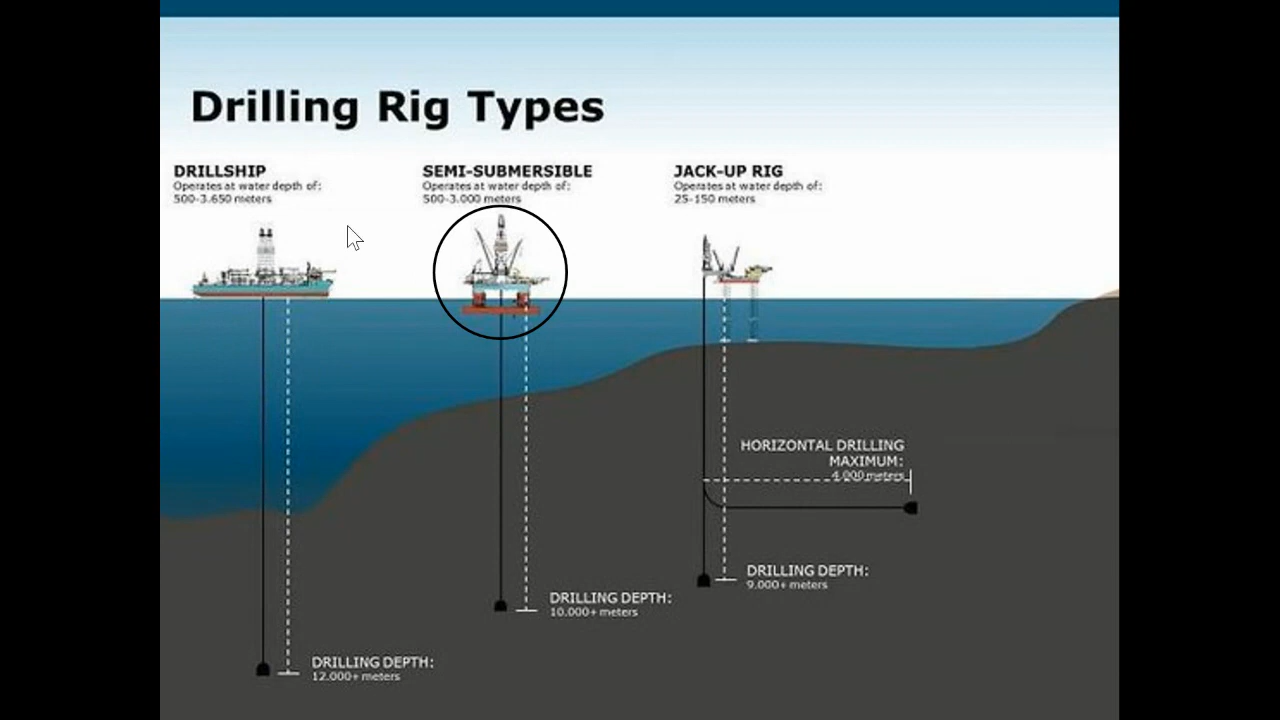 Drilling Rig Types
DRILLSHIP
Operates at water depth of:
500-3.650 meters
SEMI-SUBMERSIBLE
Operates at water depth of:
500-3.000 meters
JACK-UP RIG
Operates at water depth of:
25-150 meters
HORIZONTAL DRILLING
MAXIMUM:
4.000 meters
DRILLING DEPTH:
9.000+ meters
DRILLING DEPTH:
10.000+ meters
DRILLING DEPTH:
12.000+ meters